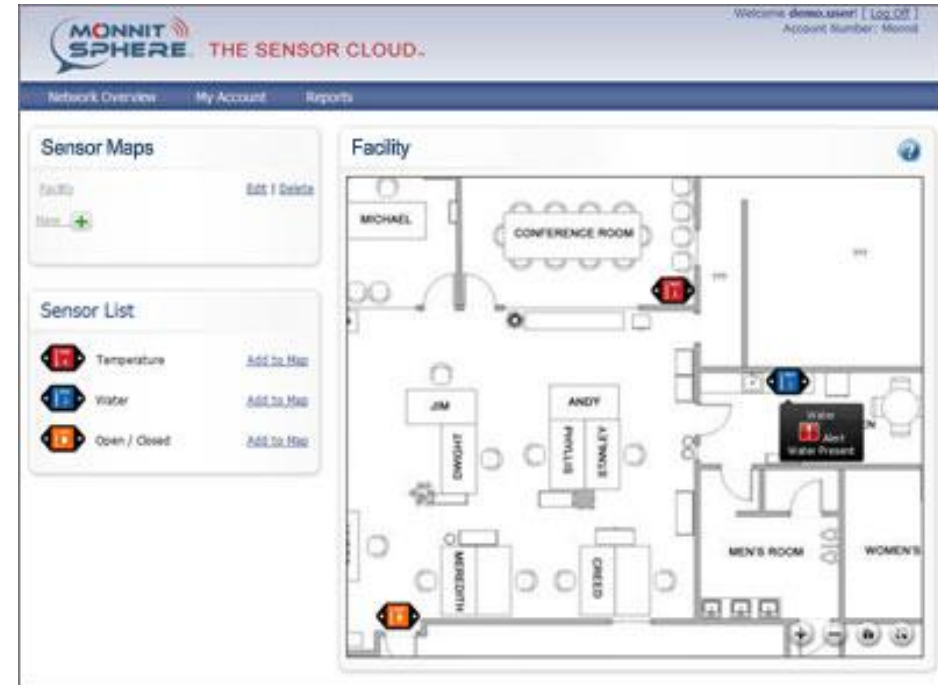 Welcome demo.user! [ Log Off ]
Account Number: Monnit
MONNIT
SPHERE THE SENSOR CLOUD™
Network Overview My Account Reports
Sensor Maps
Facility Edit | Delete
New
Sensor List
Temperature Add to Map
Water Add to Map
Open / Closed Add to Map
Facility
?
MICHAEL
CONFERENCE ROOM
???
???
JIM
DWIGHT
ANDY
PHYLLIS
STANLEY
Water
Alert
Water Present
EN
MEREDITH
CREED
MEN'S ROOM
WOMEN'S